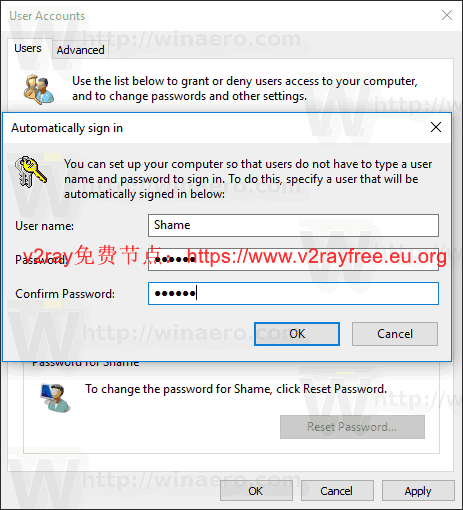 User Accounts
Users
Advanced
Use the list below to grant or deny users access to your computer,
and to change passwords and other settings.
Automatically sign in
You can set up your computer so that users do not have to type a user
name and password to sign in. To do this, specify a user that will be
automatically signed in below:
User name:
Shame
Password:
●●●●●●
v2ray免费节点：https://www.v2rayfree.eu.org
Confirm Password:
●●●●●●
OK
Cancel
Password for Shame
To change the password for Shame, click Reset Password.
Reset Password...
OK
Cancel
Apply
W http://winaero.com